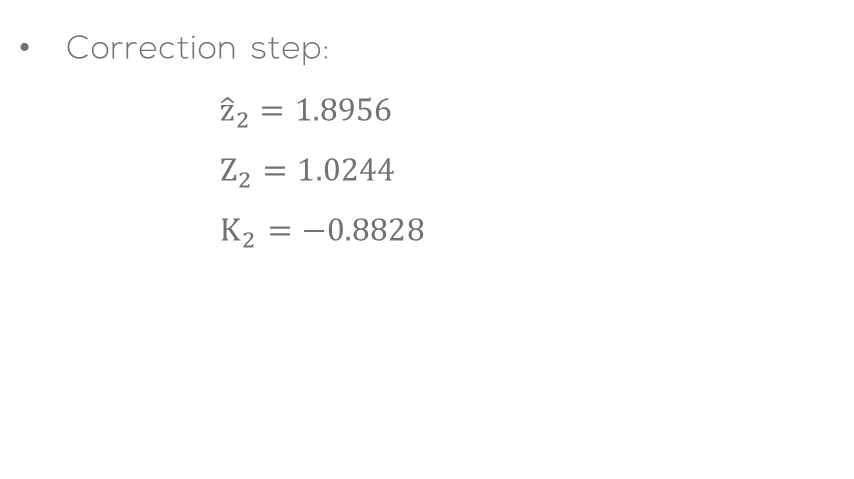 • Correction step:
ẑ₂ = 1.8956
Z₂ = 1.0244
K₂ = −0.8828